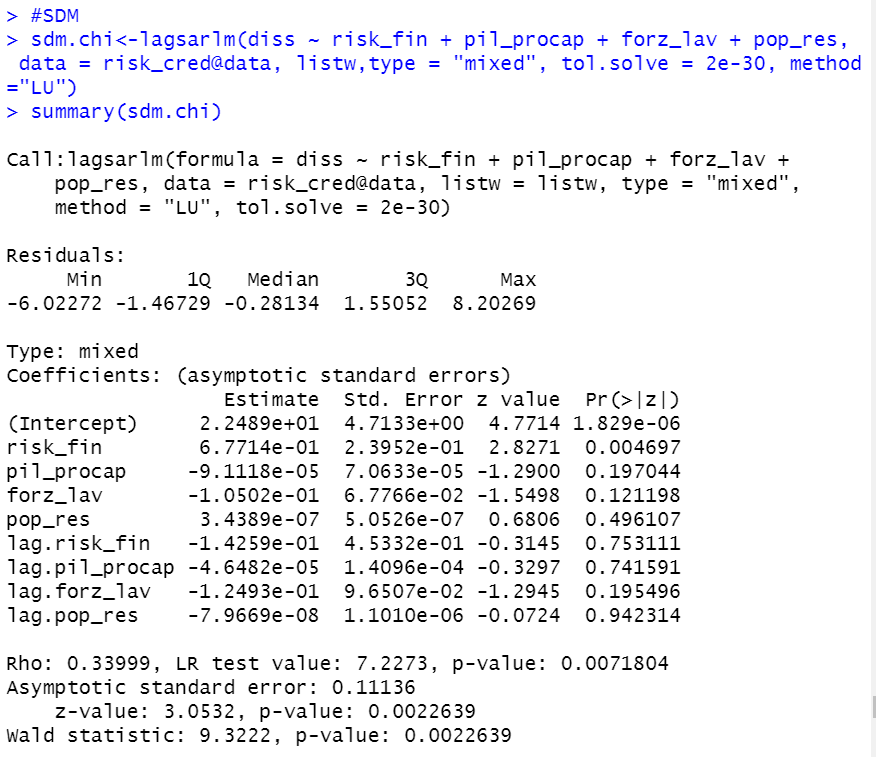 > #SDM
> sdm.chi<-lagsarlm(diss ~ risk_fin + pil_procap + forz_lav + pop_res,
 data = risk_cred@data, listw,type = "mixed", tol.solve = 2e-30, method
="LU")
> summary(sdm.chi)

Call:lagsarlm(formula = diss ~ risk_fin + pil_procap + forz_lav +
    pop_res, data = risk_cred@data, listw = listw, type = "mixed",
    method = "LU", tol.solve = 2e-30)

Residuals:
     Min       1Q   Median       3Q      Max
-6.02272 -1.46729 -0.28134  1.55052  8.20269

Type: mixed
Coefficients: (asymptotic standard errors)
                  Estimate  Std. Error z value  Pr(>|z|)
(Intercept)     2.2489e+01  4.7133e+00  4.7714 1.829e-06
risk_fin        6.7714e-01  2.3952e-01  2.8271  0.004697
pil_procap     -9.1118e-05  7.0633e-05 -1.2900  0.197044
forz_lav       -1.0502e-01  6.7766e-02 -1.5498  0.121198
pop_res         3.4389e-07  5.0526e-07  0.6806  0.496107
lag.risk_fin   -1.4259e-01  4.5332e-01 -0.3145  0.753111
lag.pil_procap -4.6482e-05  1.4096e-04 -0.3297  0.741591
lag.forz_lav   -1.2493e-01  9.6507e-02 -1.2945  0.195496
lag.pop_res    -7.9669e-08  1.1010e-06 -0.0724  0.942314

Rho: 0.33999, LR test value: 7.2273, p-value: 0.0071804
Asymptotic standard error: 0.11136
    z-value: 3.0532, p-value: 0.0022639
Wald statistic: 9.3222, p-value: 0.0022639